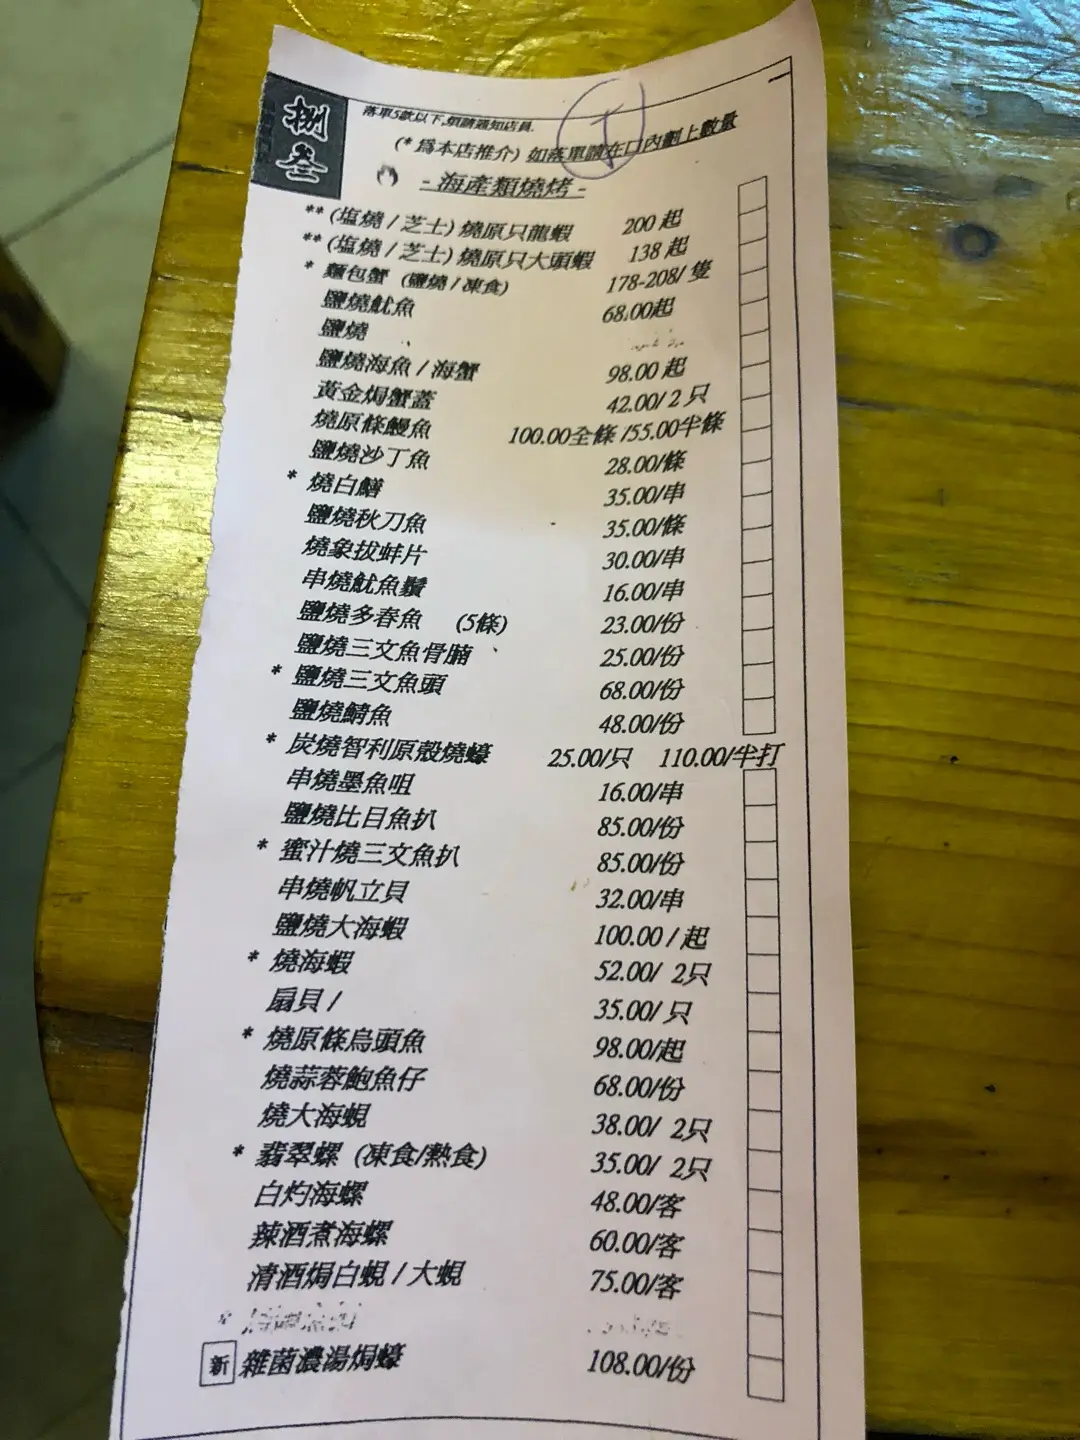 捌叁
落單5款以下,煩請通知店員.
(* 為本店推介) 如落單請在口內劃上數量
- 海產類燒烤 -
** (塩燒 / 芝士) 燒原只龍蝦 200 起
** (塩燒 / 芝士) 燒原只大頭蝦 138 起
* 麵包蟹 (鹽燒 / 凍食) 178-208/ 隻
鹽燒魷魚 68.00起
鹽燒
鹽燒海魚 / 海蟹 98.00 起
黃金焗蟹蓋 42.00/ 2 只
燒原條鰻魚 100.00全條 /55.00半條
鹽燒沙丁魚 28.00/條
* 燒白鱔 35.00/串
鹽燒秋刀魚 35.00/條
燒象拔蚌片 30.00/串
串燒魷魚鬚 16.00/串
鹽燒多春魚 (5條) 23.00/份
鹽燒三文魚骨腩 25.00/份
* 鹽燒三文魚頭 68.00/份
鹽燒鯖魚 48.00/份
* 炭燒智利原殼燒蠔 25.00/只 110.00/半打
串燒墨魚咀 16.00/串
鹽燒比目魚扒 85.00/份
* 蜜汁燒三文魚扒 85.00/份
串燒帆立貝 32.00/串
鹽燒大海蝦 100.00 / 起
* 燒海蝦 52.00/ 2只
扇貝 / 35.00/ 只
* 燒原條烏頭魚 98.00/起
燒蒜蓉鮑魚仔 68.00/份
燒大海蜆 38.00/ 2只
* 翡翠螺 (凍食/熱食) 35.00/ 2只
白灼海螺 48.00/客
辣酒煮海螺 60.00/客
清酒焗白蜆 / 大蜆 75.00/客
新 雜菌濃湯焗蠔 108.00/份